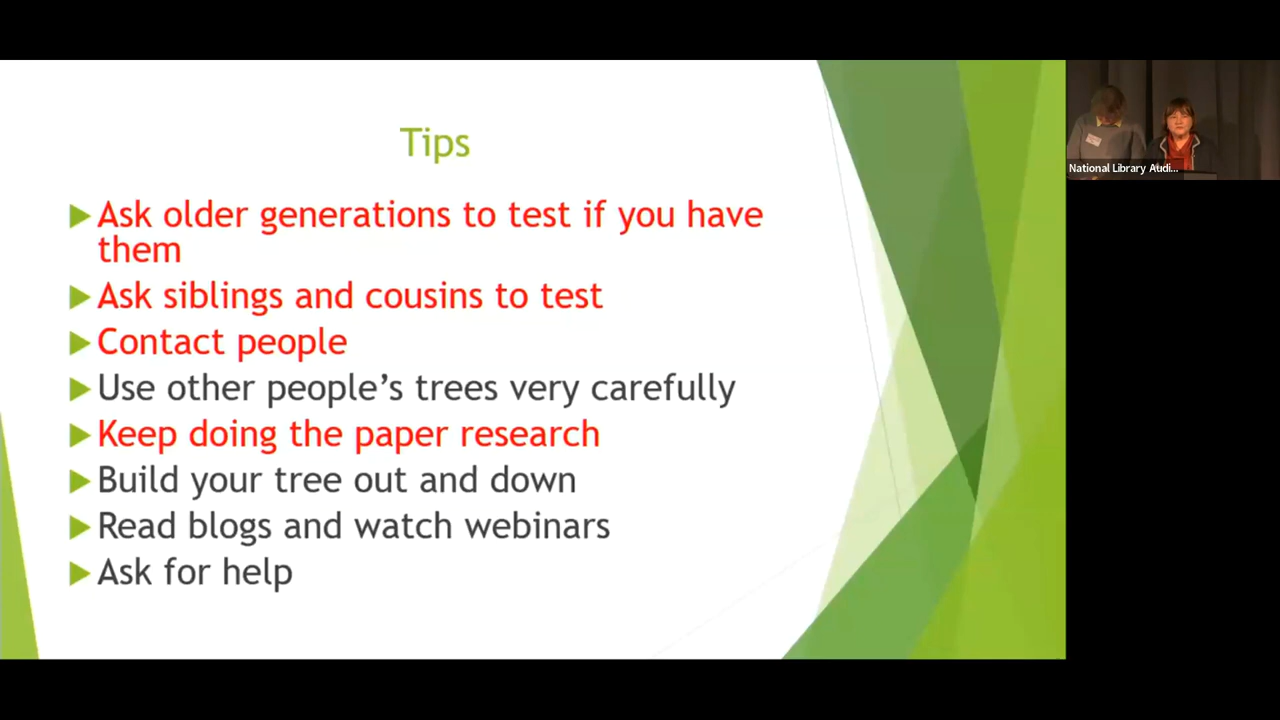 Tips
Ask older generations to test if you have
them
Ask siblings and cousins to test
Contact people
Use other people’s trees very carefully
Keep doing the paper research
Build your tree out and down
Read blogs and watch webinars
Ask for help
National Library Audi...